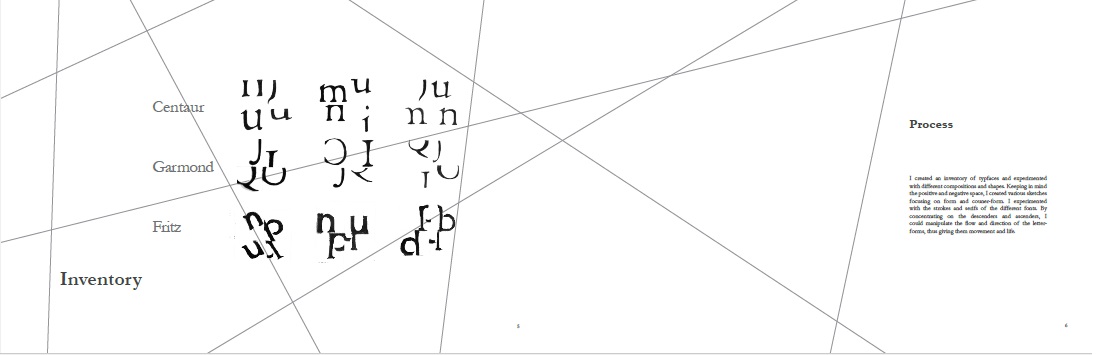 Centaur
Garmond
Fritz
Inventory
5
Process
I created an inventory of typfaces and experimented
with different compositions and shapes. Keeping in mind
the positive and negative space, I created various sketches
focusing on form and counter-form. I experimented
with the strokes and serifs of the different fonts. By
concentrating on the descenders and ascenders, I
could manipulate the flow and direction of the letter-
forms, thus giving them movement and life.
6